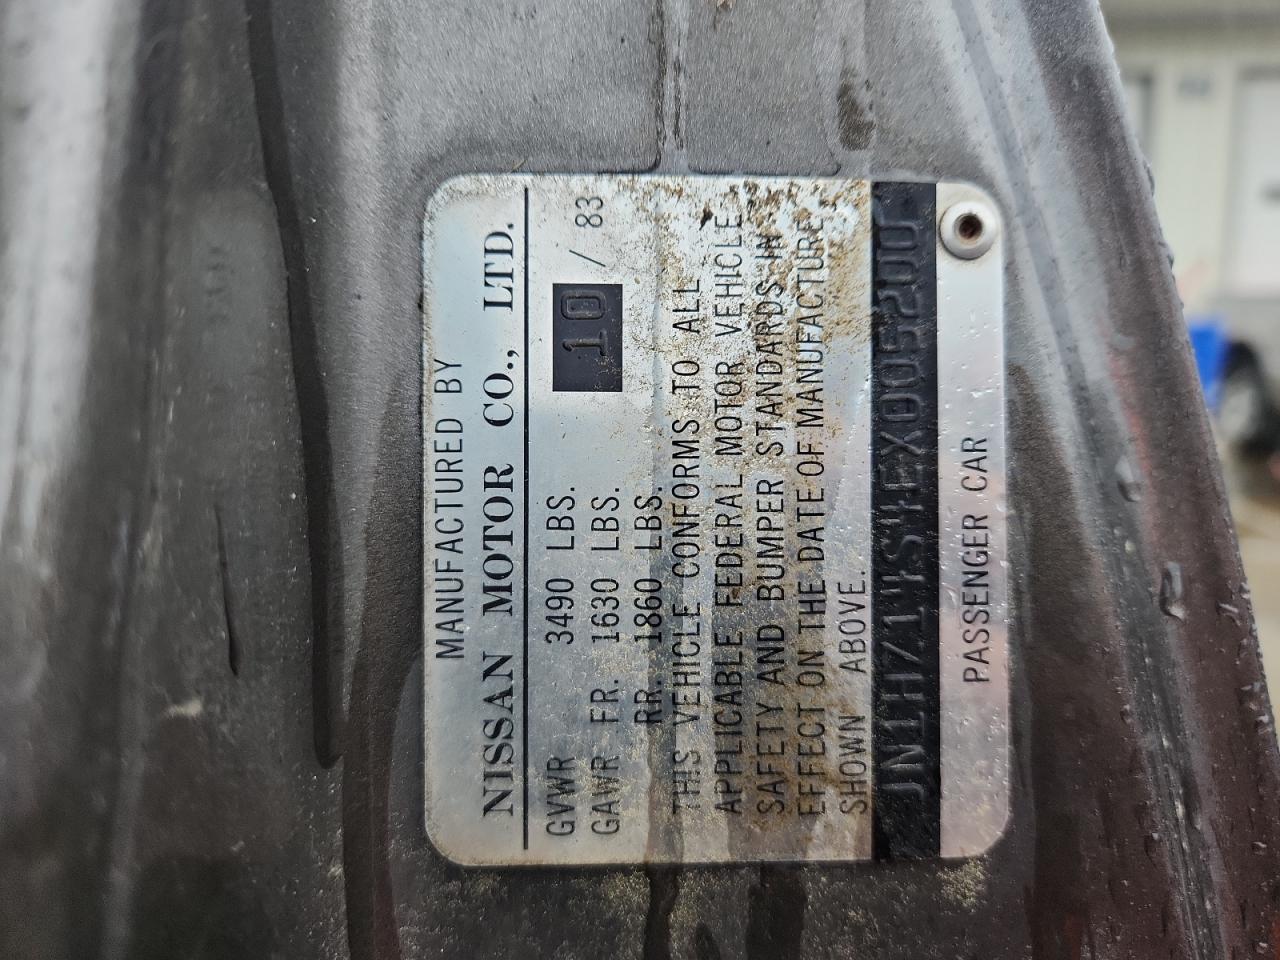 MANUFACTURED BY
NISSAN MOTOR CO., LTD.
10 / 83
GVWR 3490 LBS.
GAWR FR. 1630 LBS.
RR. 1860 LBS.
THIS VEHICLE CONFORMS TO ALL
APPLICABLE FEDERAL MOTOR VEHICLE
SAFETY AND BUMPER STANDARDS IN
EFFECT ON THE DATE OF MANUFACTURE
SHOWN ABOVE.
JN1HZ14S4EX005200
PASSENGER CAR